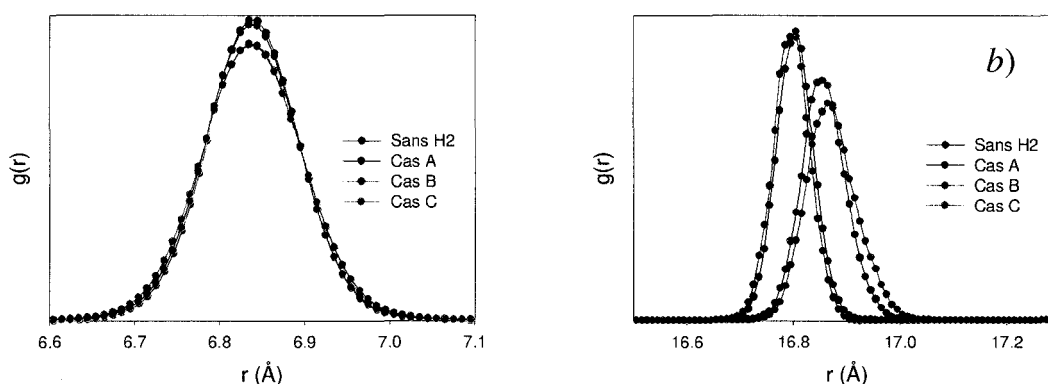 g(r)
Sans H2
Cas A
Cas B
Cas C
6.6 6.7 6.8 6.9 7.0 7.1
r (Å)
b)
g(r)
Sans H2
Cas A
Cas B
Cas C
16.6 16.8 17.0 17.2
r (Å)